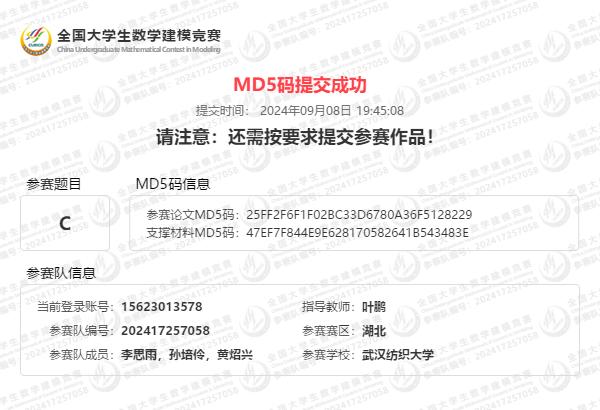 全国大学生数学建模竞赛
China Undergraduate Mathematical Contest in Modeling
MD5码提交成功
提交时间： 2024年09月08日 19:45:08
请注意：还需按要求提交参赛作品！
参赛题目
MD5码信息
C
参赛论文MD5码：25FF2F6F1F02BC33D6780A36F5128229
支撑材料MD5码：47EF7F844E9E628170582641B543483E
参赛队信息
当前登录账号：15623013578 指导教师：叶鹏
参赛队编号：202417257058 参赛赛区：湖北
参赛队成员：李思雨，孙培伶，黄炤兴 参赛学校：武汉纺织大学